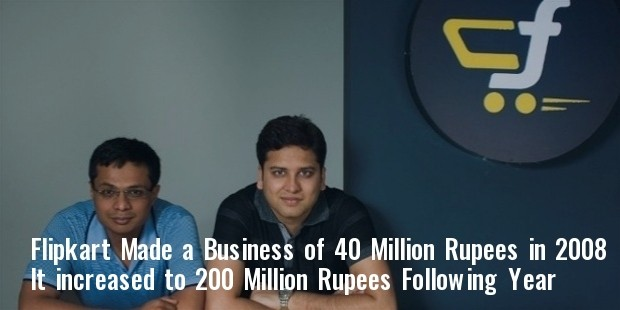 Flipkart Made a Business of 40 Million Rupees in 2008
It increased to 200 Million Rupees Following Year